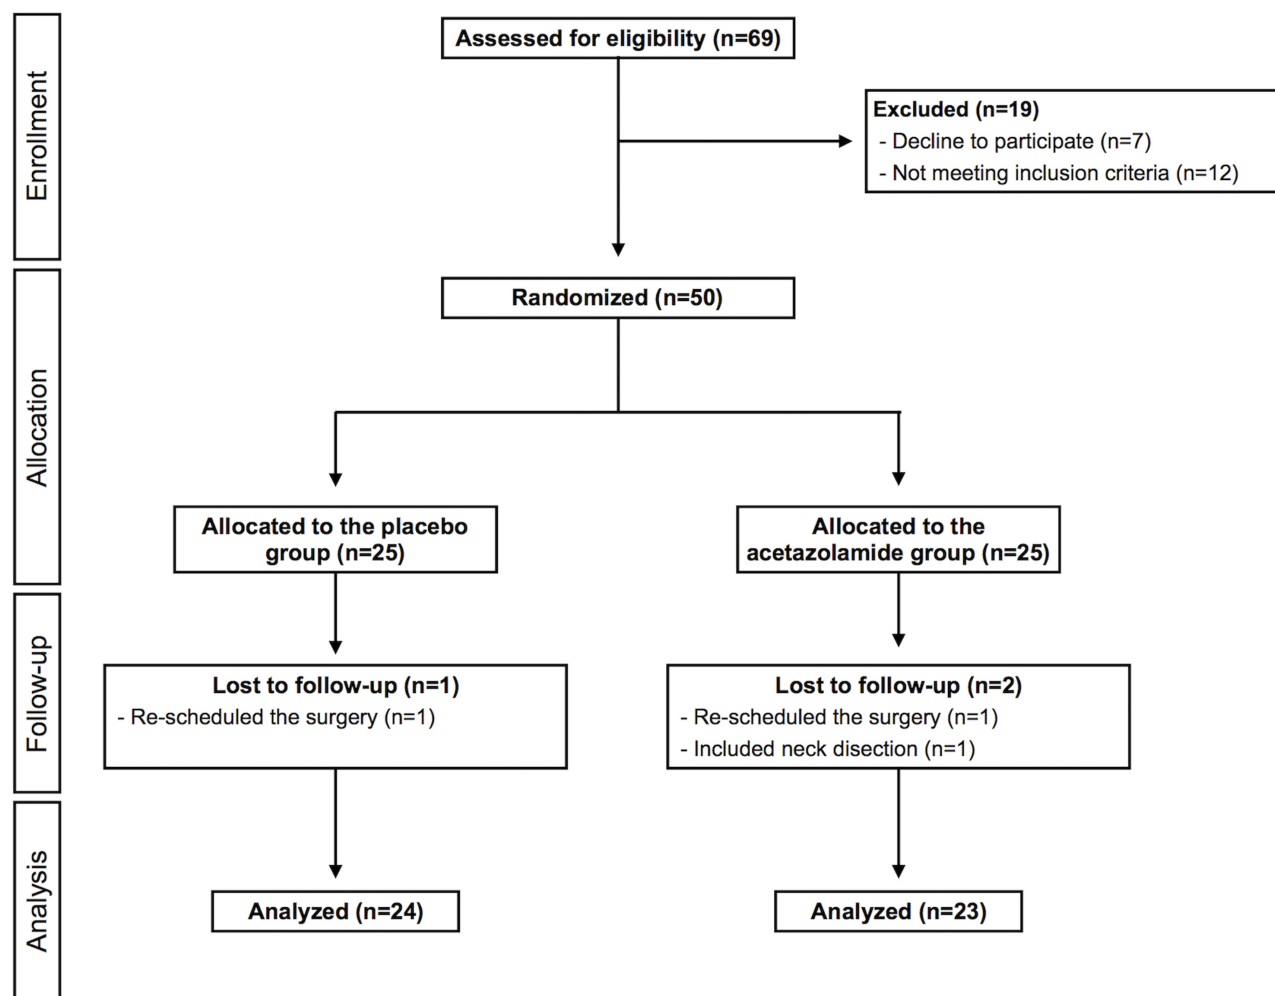 Enrollment
Assessed for eligibility (n=69)
Excluded (n=19)
- Decline to participate (n=7)
- Not meeting inclusion criteria (n=12)
Allocation
Randomized (n=50)
Allocated to the placebo
group (n=25)
Allocated to the
acetazolamide group (n=25)
Follow-up
Lost to follow-up (n=1)
- Re-scheduled the surgery (n=1)
Lost to follow-up (n=2)
- Re-scheduled the surgery (n=1)
- Included neck disection (n=1)
Analysis
Analyzed (n=24)
Analyzed (n=23)